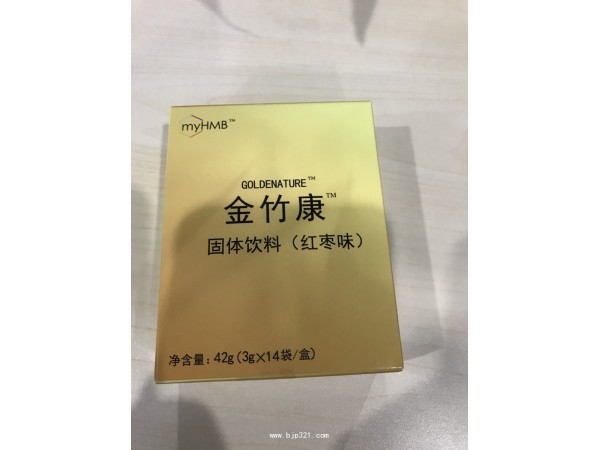 myHMB™
GOLDENATURE™
金竹康™
固体饮料（红枣味）
净含量：42g(3g×14袋/盒)
www.bjp321.com